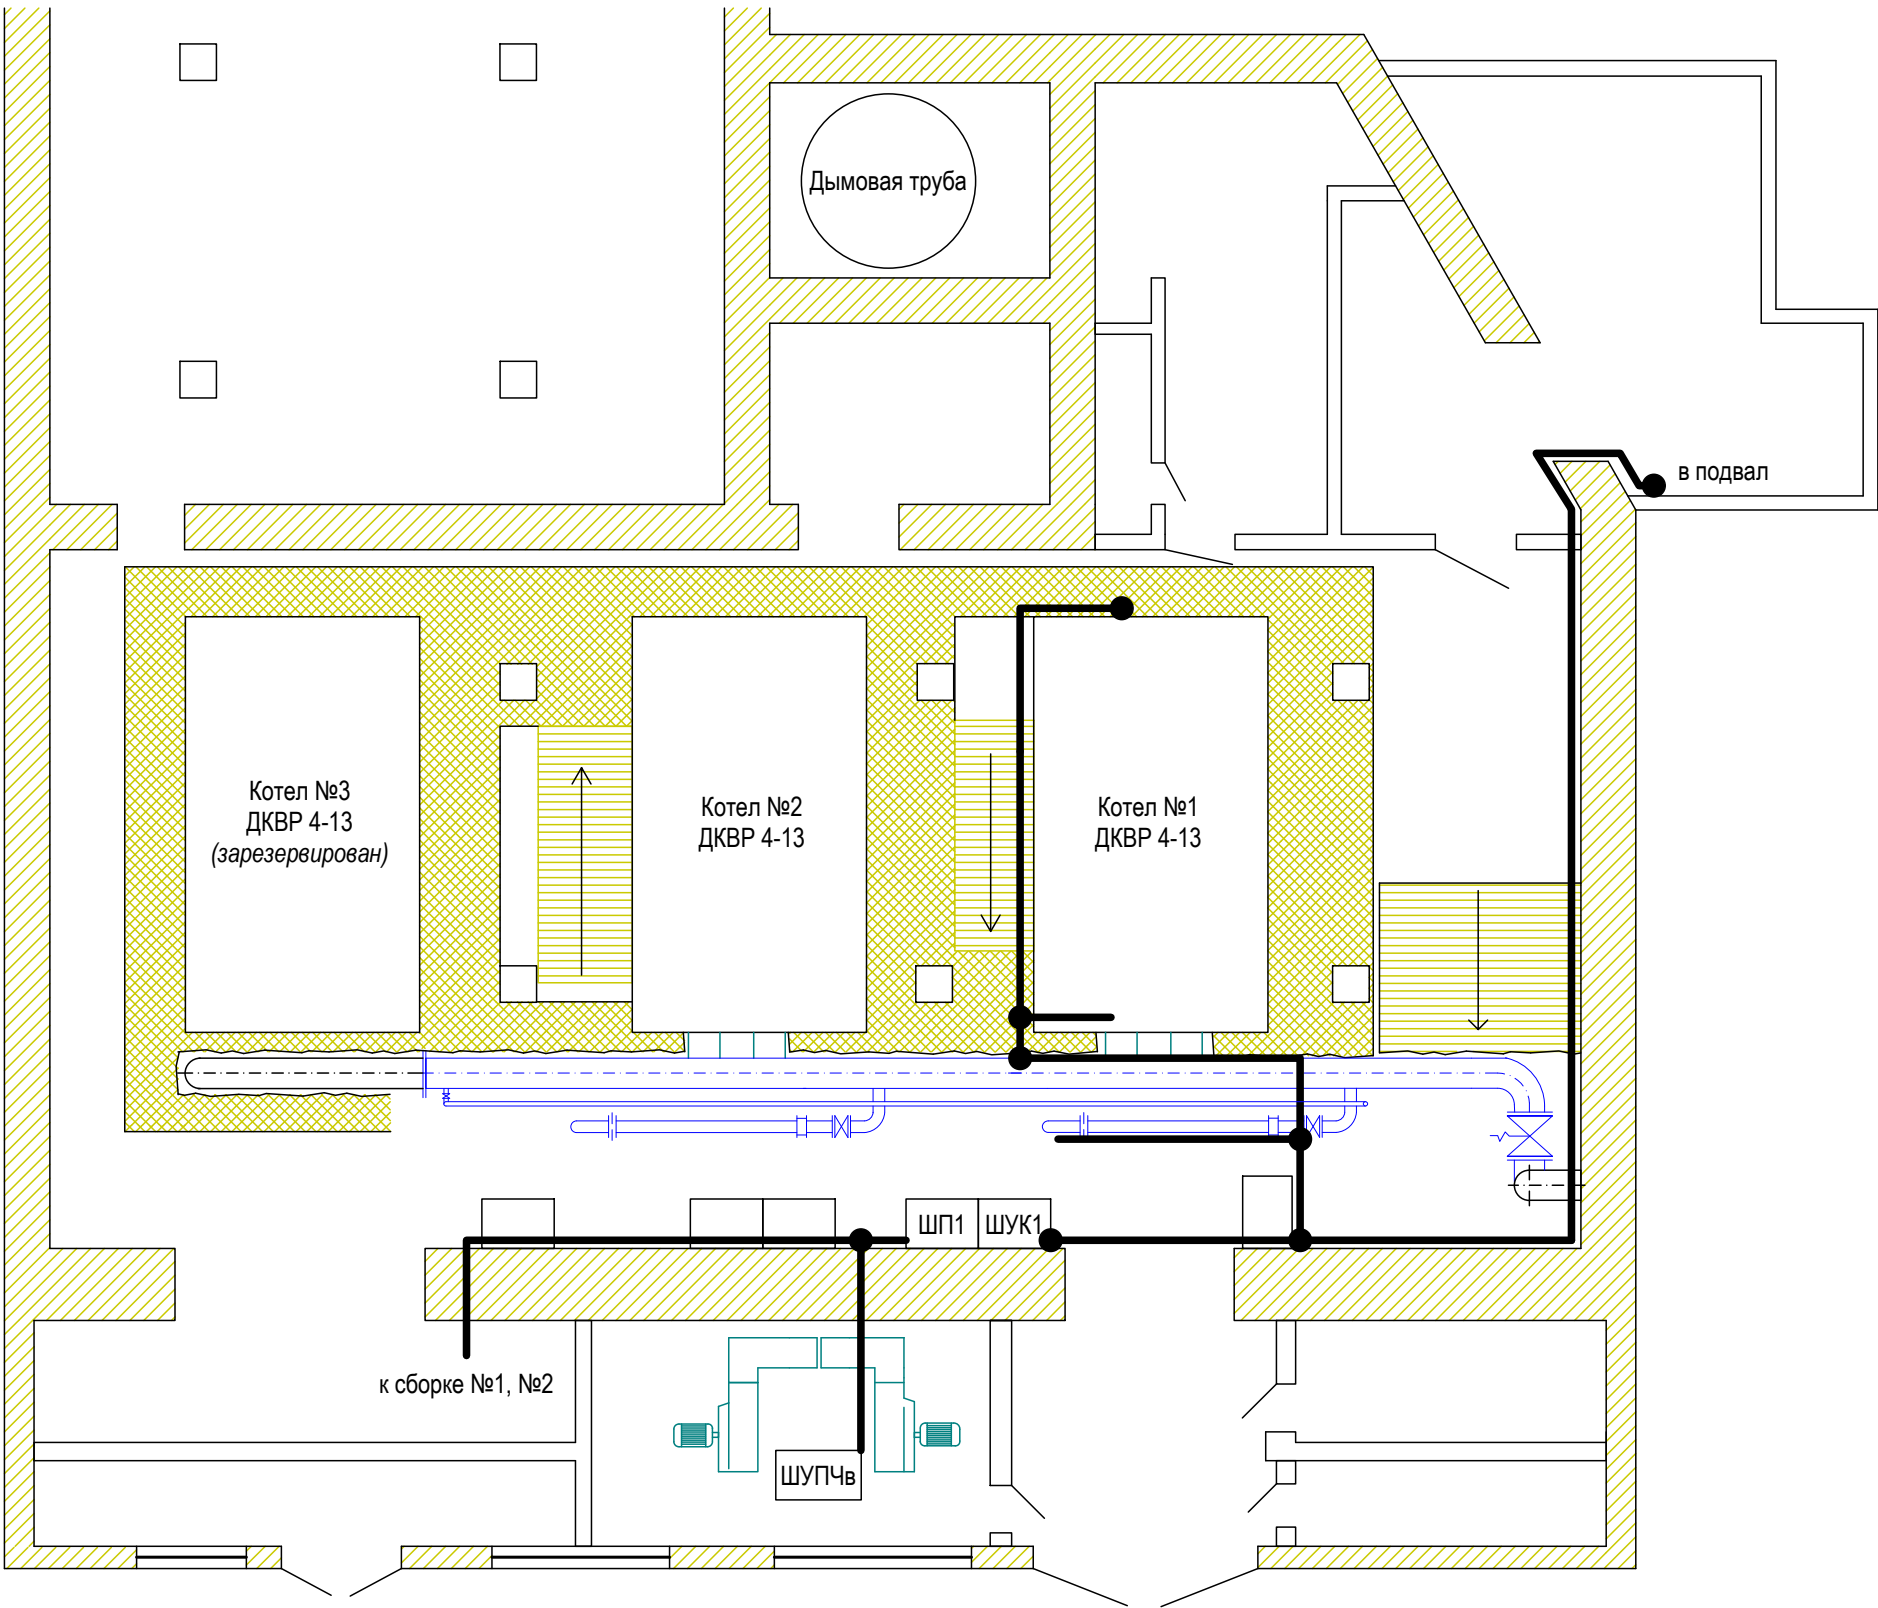 Дымовая труба
в подвал
Котел №3
ДКВР 4-13
(зарезервирован)
Котел №2
ДКВР 4-13
Котел №1
ДКВР 4-13
ШП1
ШУК1
к сборке №1, №2
ШУПЧв